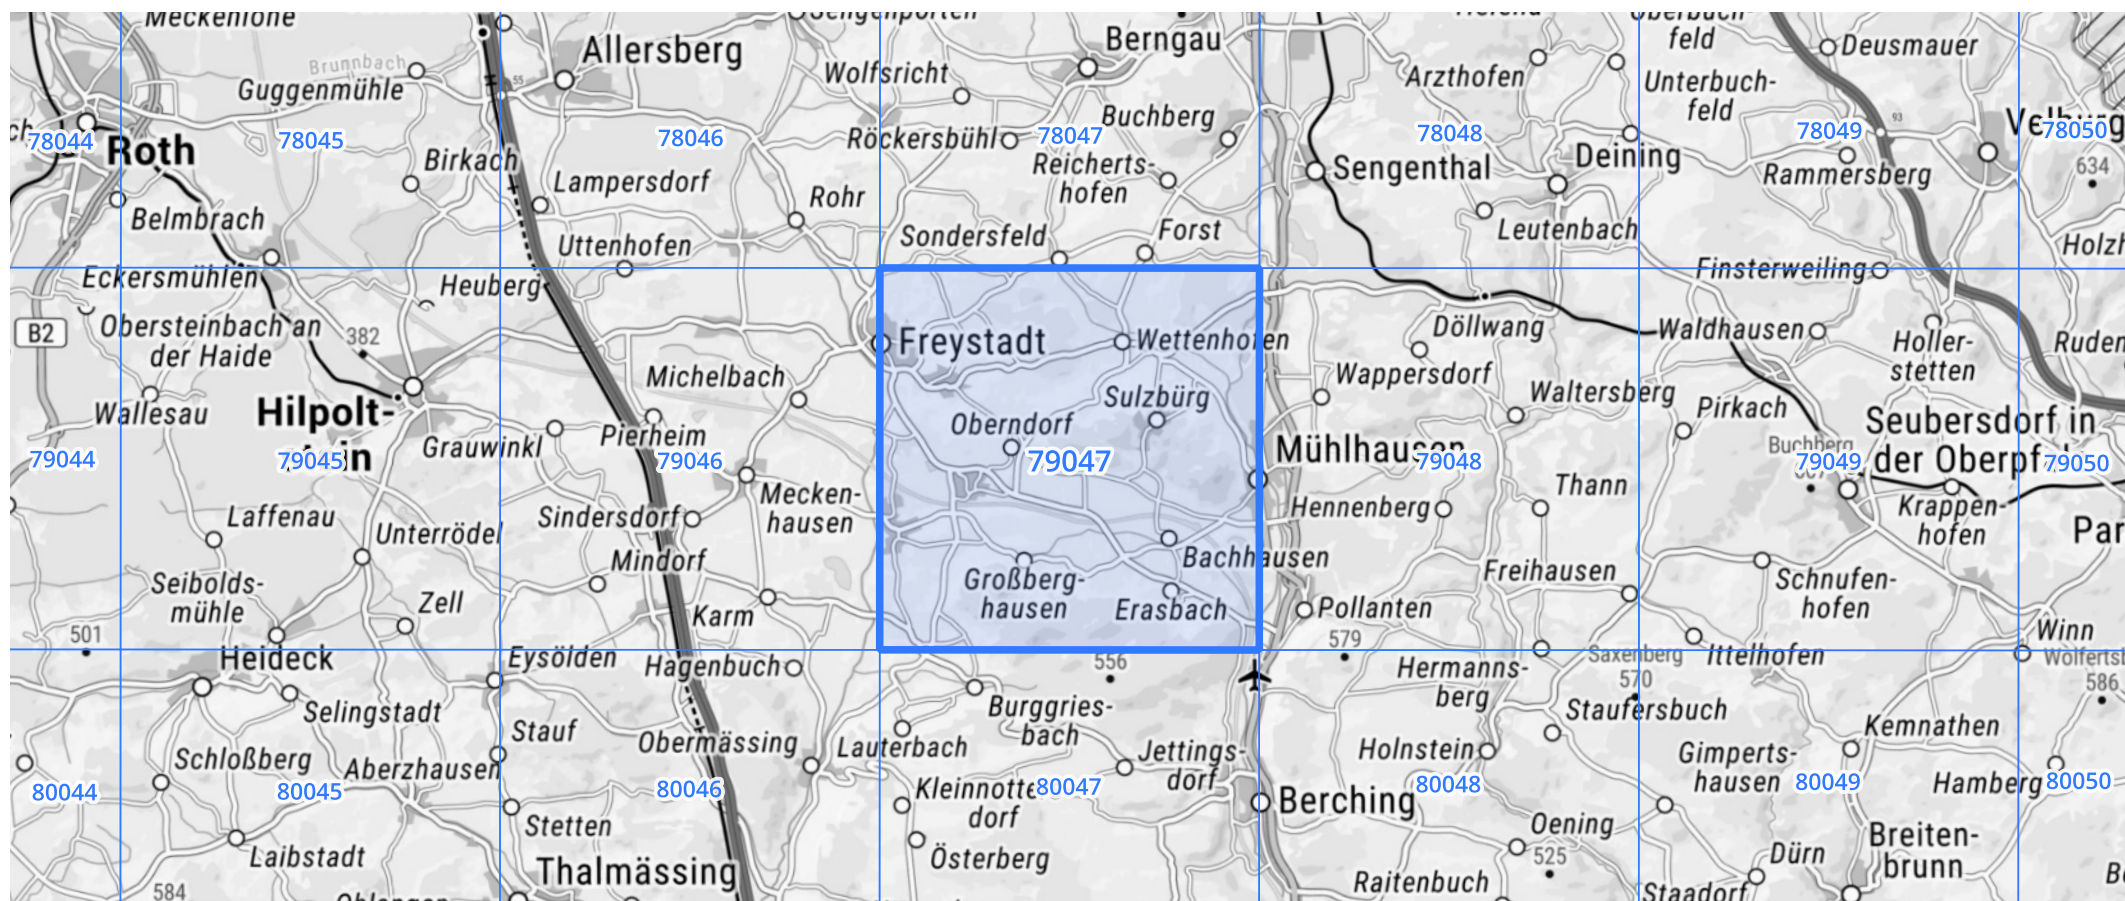 Meckenlohe
Allersberg
Berngau
Deusmauer
Brunnbach
Guggenmühle
55
Wolfsricht
Arzthofen
feld
Unterbuch-
feld
Buchberg
93
78044
Roth
78045
Birkach
78046
Röckersbühl
78047
Reicherts-
hofen
78048
Sengenthal
Deining
78049
Rammersberg
78050
634
Lampersdorf
Rohr
Belmbrach
Uttenhofen
Sondersfeld
Forst
Leutenbach
Eckersmühlen
Heuberg
Finsterweiling
B2
Obersteinbach an
der Haide
382
Freystadt
Wettenhofen
Döllwang
Waldhausen
Holler-
stetten
Wallesau
Hilpolt-
Michelbach
Sulzbürg
Wappersdorf
Waltersberg
Pirkach
Seubersdorf in
der Oberpf
Buchberg
79044
79045
Grauwinkl
Pierheim
79046
Oberndorf
79047
Mühlhausen
79048
79049
79050
Laffenau
Unterrödel
Sindersdorf
Mecken-
hausen
Hennenberg
Thann
Krappen-
hofen
Mindorf
Bachhausen
Seibolds-
mühle
Zell
Karm
Großberg-
hausen
Erasbach
Pollanten
Freihausen
Schnufen-
hofen
501
Heideck
Eysölden
Hagenbuch
556
579
Hermanns-
berg
Saxenberg
570
Ittelhofen
Winn
586
Selingstadt
Stauf
Obermässing
Lauterbach
Burggries-
bach
Jettings-
dorf
Holnstein
Staufersbuch
Kemnathen
Schloßberg
Aberzhausen
Gimperts-
hausen
Hamberg
80044
80045
80046
80047
80048
80049
80050
dorf
Berching
Stetten
Laibstadt
Österberg
Oening
525
Breiten-
brunn
Dürn
584
Thalmässing
Raitenbuch
Staadorf